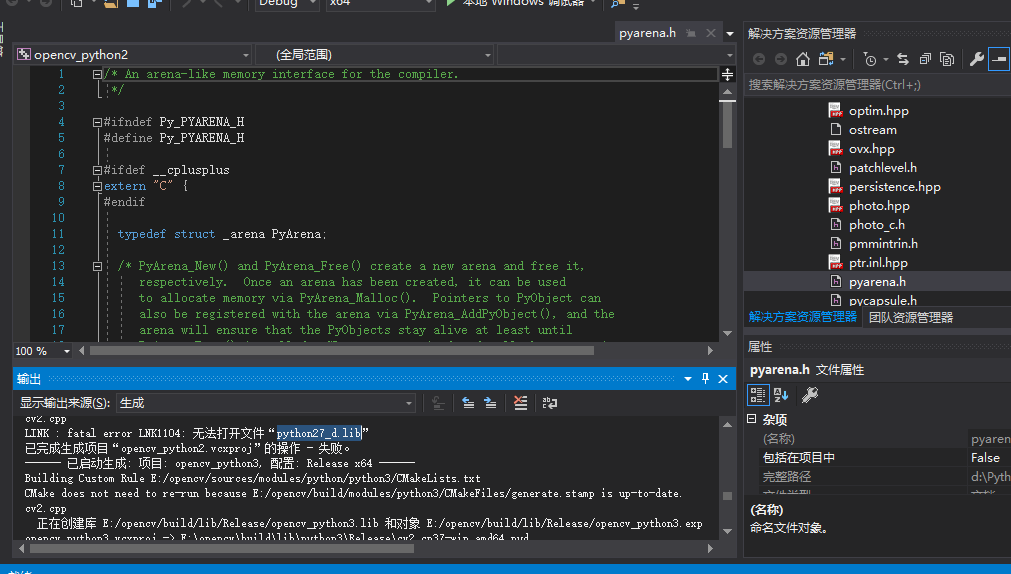 Debug
x64
本地 Windows 调试器
pyarena.h
opencv_python2
(全局范围)
1 /* An arena-like memory interface for the compiler.
2 */
3
4 #ifndef Py_PYARENA_H
5 #define Py_PYARENA_H
6
7 #ifdef __cplusplus
8 extern "C" {
9 #endif
10
11 typedef struct _arena PyArena;
12
13 /* PyArena_New() and PyArena_Free() create a new arena and free it,
14 respectively.  Once an arena has been created, it can be used
15 to allocate memory via PyArena_Malloc().  Pointers to PyObject can
16 also be registered with the arena via PyArena_AddPyObject(), and the
17 arena will ensure that the PyObjects stay alive at least until
100 %
输出
显示输出来源(S):
生成
cv2.cpp
LINK : fatal error LNK1104: 无法打开文件“python27_d.lib”
已完成生成项目“opencv_python2.vcxproj”的操作 - 失败。
------ 已启动生成: 项目: opencv_python3, 配置: Release x64 ------
Building Custom Rule E:/opencv/sources/modules/python/python3/CMakeLists.txt
CMake does not need to re-run because E:/opencv/build/modules/python3/CMakeFiles/generate.stamp is up-to-date.
cv2.cpp
正在创建库 E:/opencv/build/lib/Release/opencv_python3.lib 和对象 E:/opencv/build/lib/Release/opencv_python3.exp
opencv_python3.vcxproj -> E:\opencv\build\lib\python3\Release\cv2.cp37-win_amd64.pyd
解决方案资源管理器
搜索解决方案资源管理器(Ctrl+;)
optim.hpp
ostream
ovx.hpp
patchlevel.h
persistence.hpp
photo.hpp
photo_c.h
pmmintrin.h
ptr.inl.hpp
pyarena.h
pycapsule.h
解决方案资源管理器
团队资源管理器
属性
pyarena.h 文件属性
杂项
(名称)
pyaren
包括在项目中
False
完整路径
d:\Pyth
(名称)
命名文件对象。